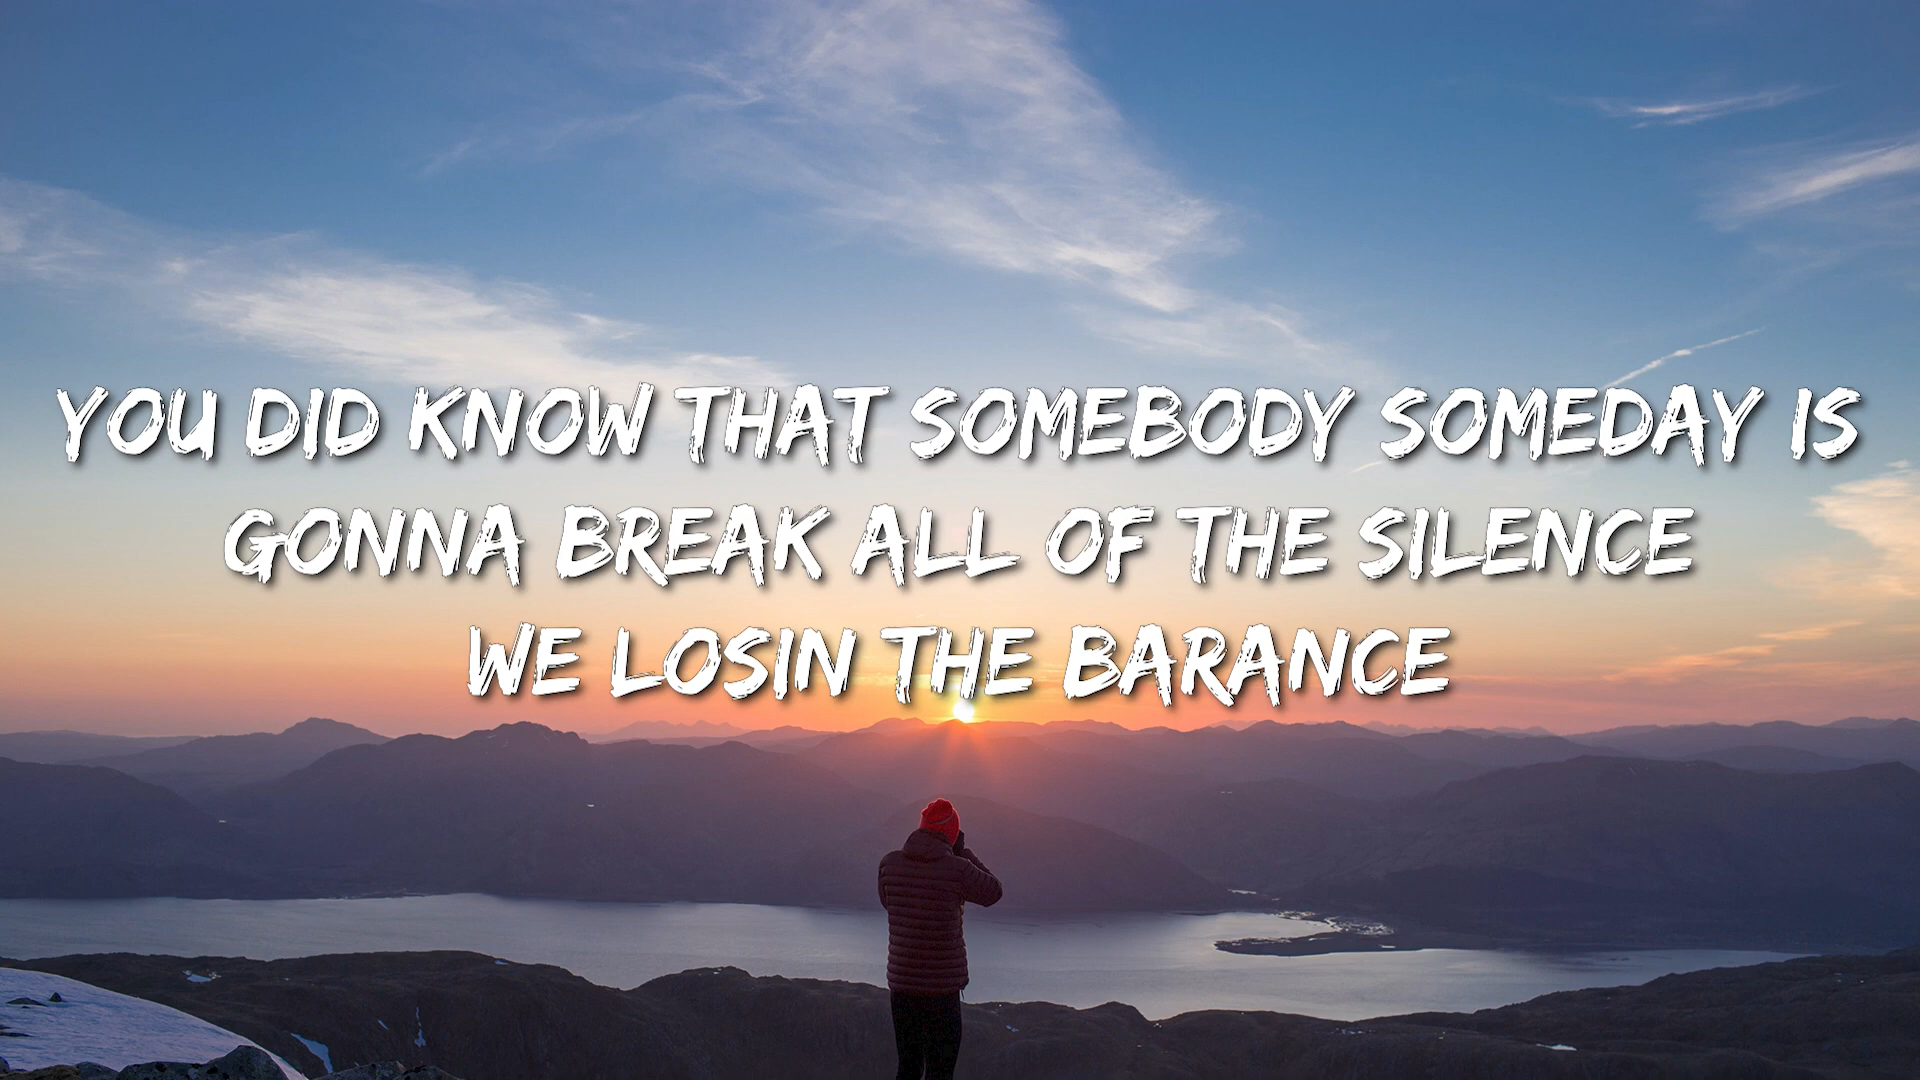 YOU DID KNOW THAT SOMEBODY SOMEDAY IS
GONNA BREAK ALL OF THE SILENCE
WE LOSIN THE BARANCE